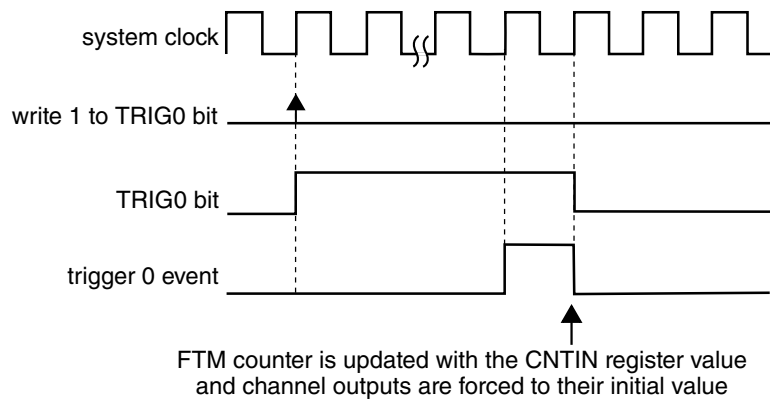 system clock
write 1 to TRIG0 bit
TRIG0 bit
trigger 0 event
FTM counter is updated with the CNTIN register value
and channel outputs are forced to their initial value